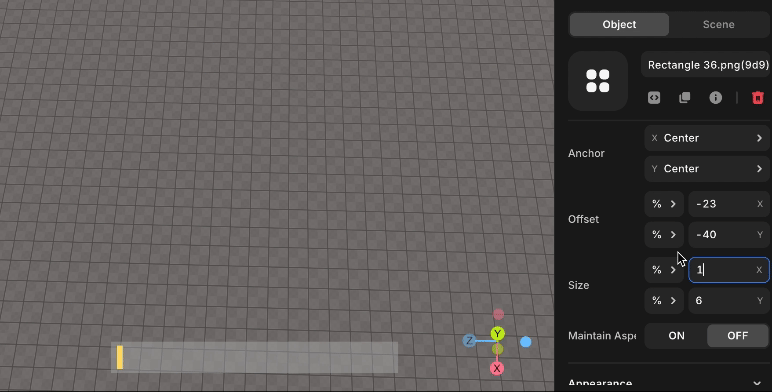 Object Scene
Rectangle 36.png(9d9)
Anchor
X Center
Y Center
Offset
% -23 X
% -40 Y
Size
% 1 X
% 6 Y
Maintain Aspe ON OFF
Appearance
Z
Y
X